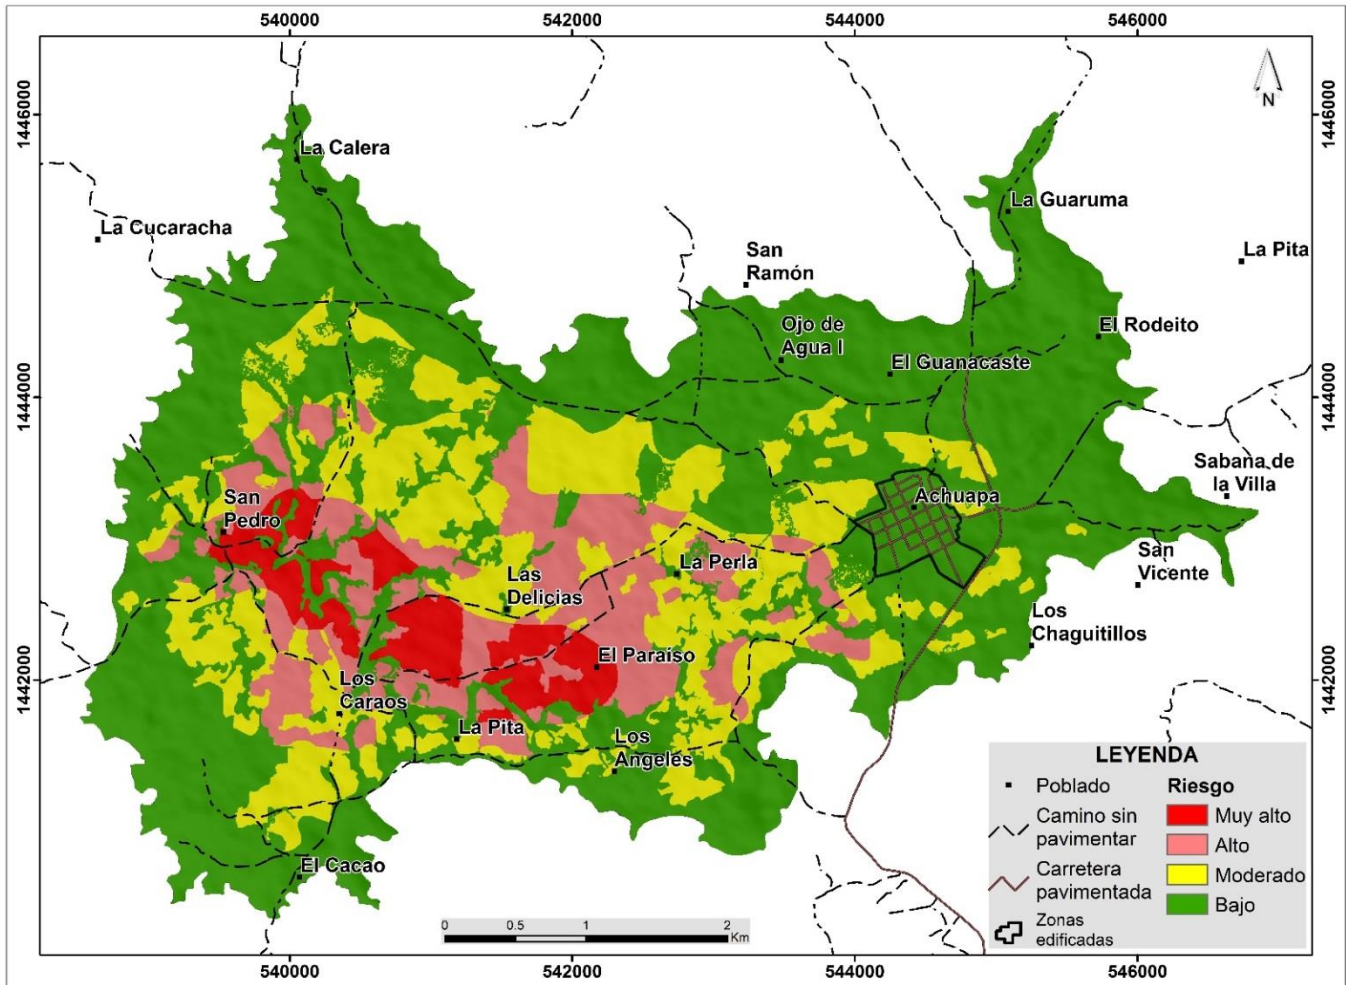 540000
542000
544000
546000
1446000
1446000
N
La Calera
La Guaruma
La Cucaracha
San
Ramón
La Pita
Ojo de
Agua I
El Rodeito
El Guanacaste
1444000
1444000
Sabana de
la Villa
San
Pedro
Achuapa
La Perla
San
Vicente
Las
Delicias
Los
Chaguitillos
El Paraíso
1442000
1442000
Los
Caraos
La Pita
Los
Angeles
El Cacao
LEYENDA
Poblado
Camino sin
pavimentar
Carretera
pavimentada
Zonas
edificadas
Riesgo
Muy alto
Alto
Moderado
Bajo
0 0.5 1 2
Km
540000
542000
544000
546000